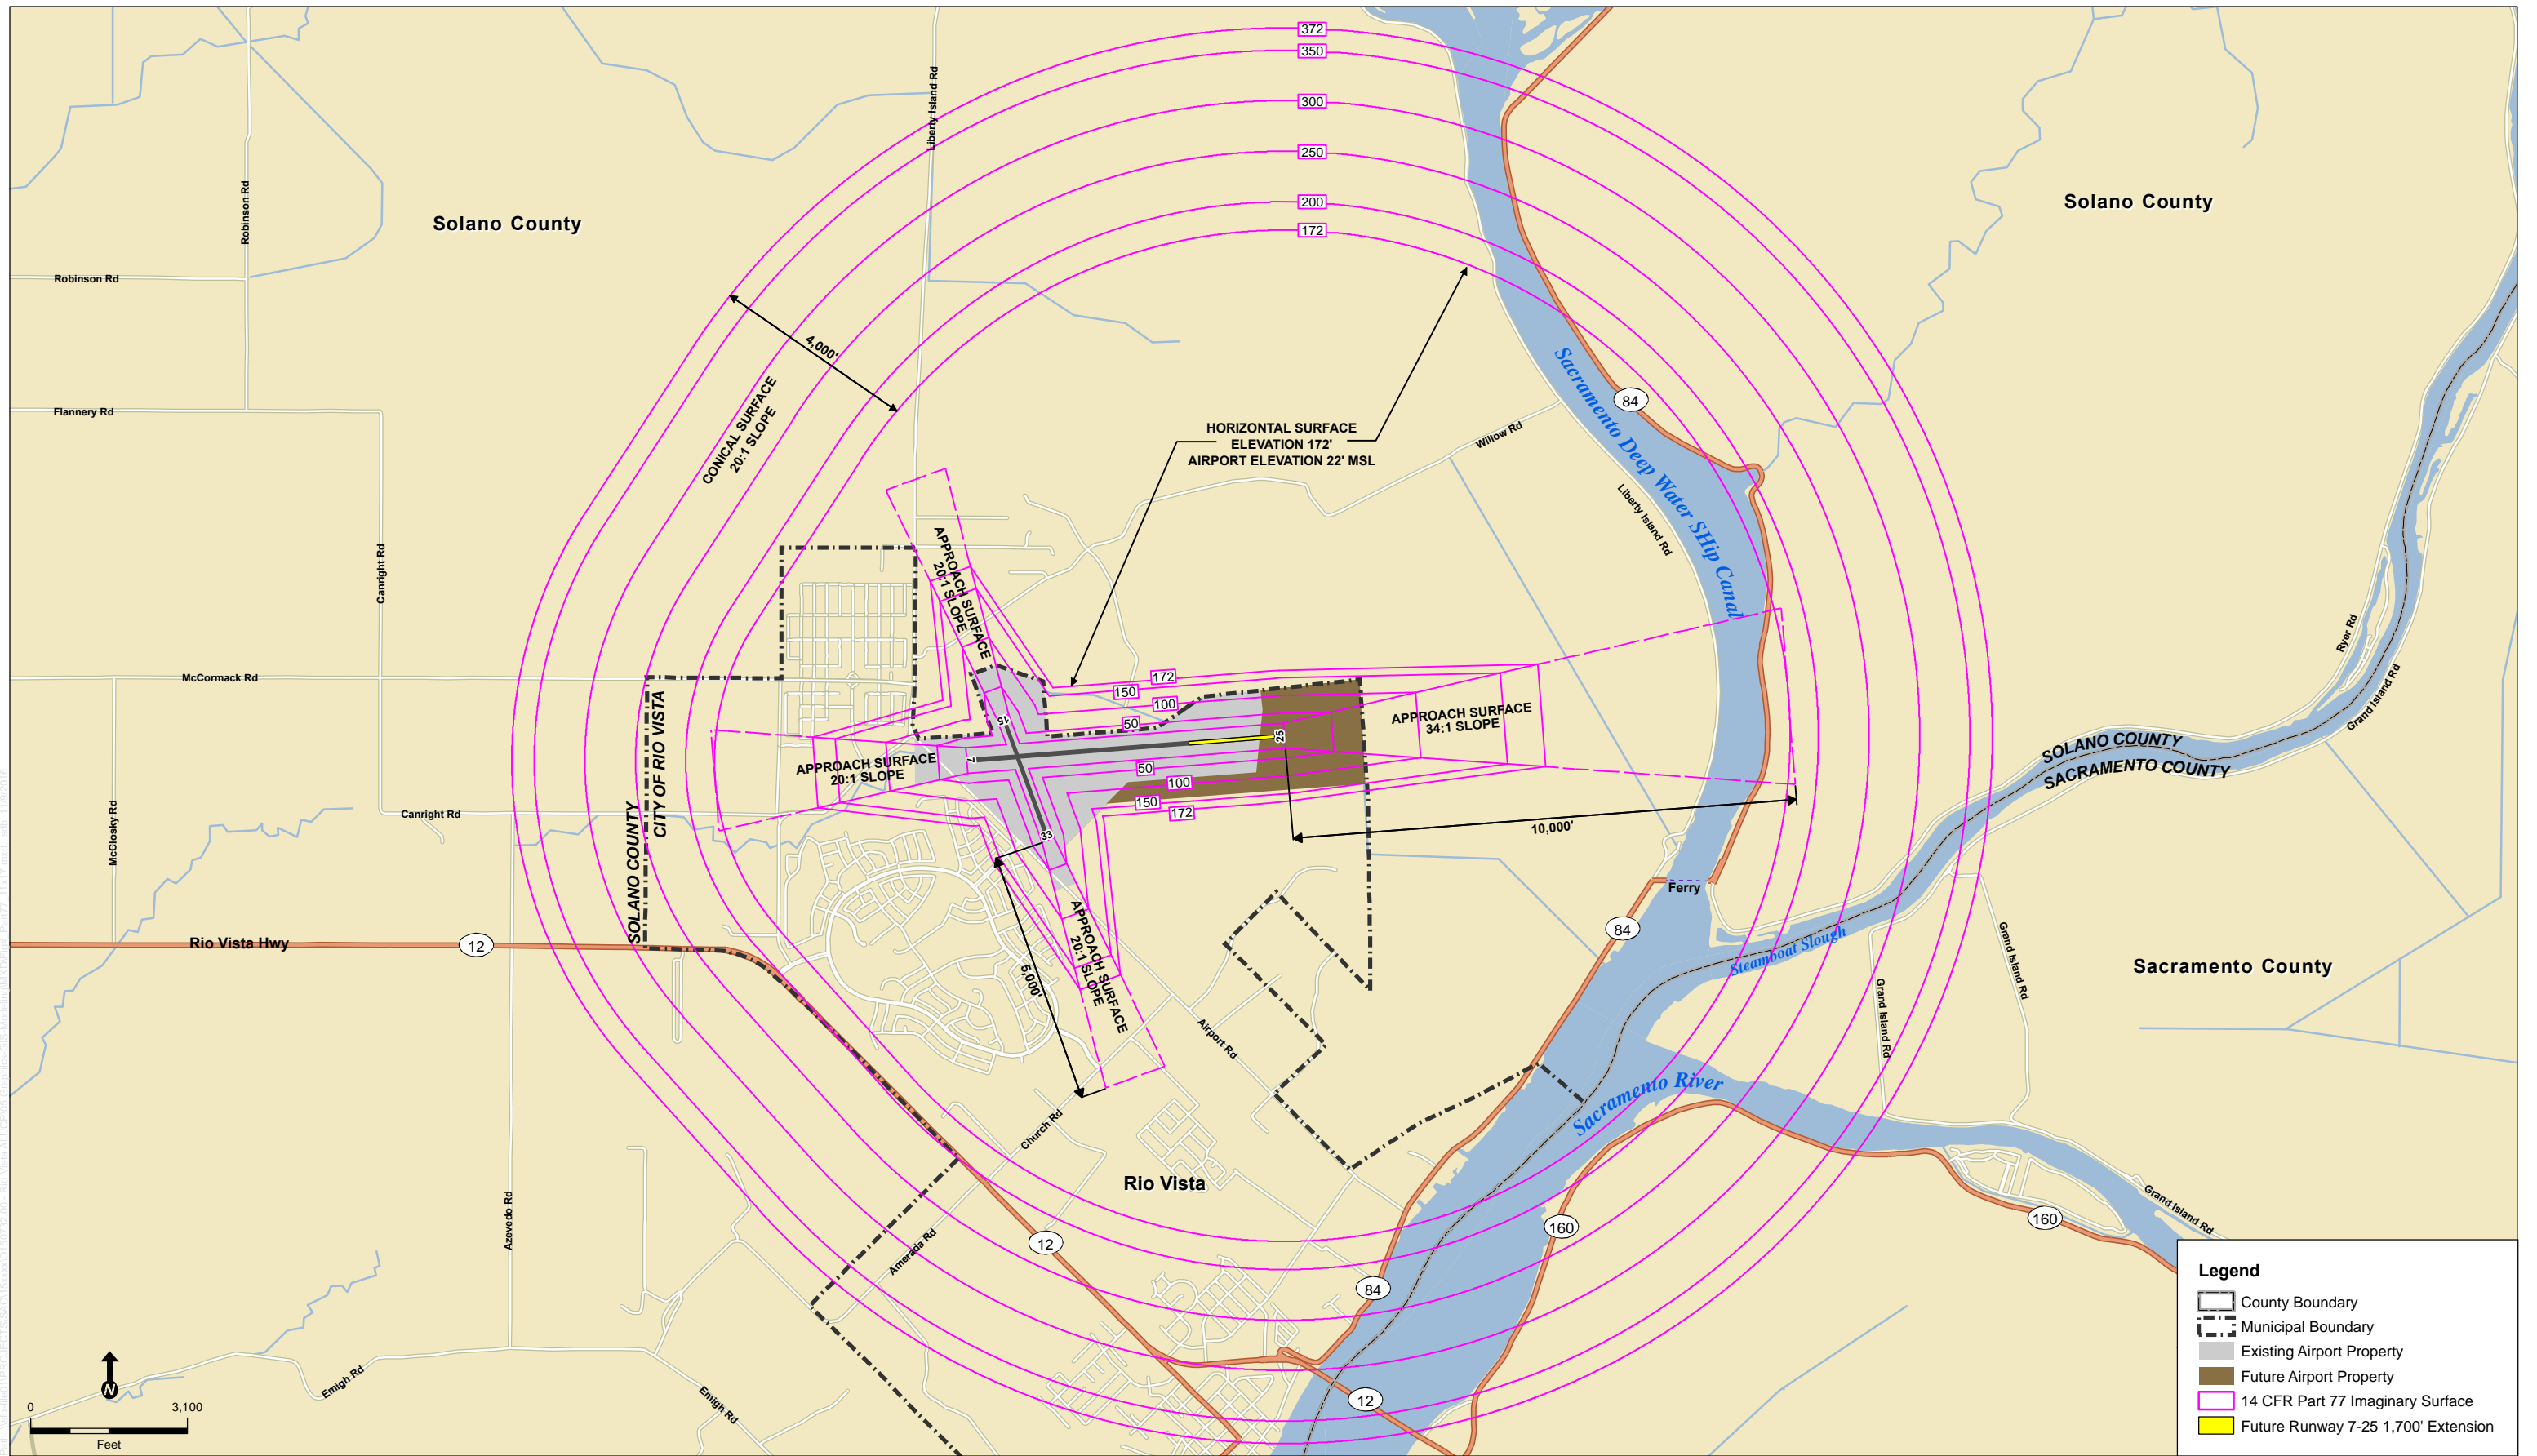 372
350
300
250
200
172
Solano County
Solano County
Robinson Rd
Liberty Island Rd
Robinson Rd
Flannery Rd
4,000'
CONICAL SURFACE
20:1 SLOPE
HORIZONTAL SURFACE
ELEVATION 172'
AIRPORT ELEVATION 22' MSL
Willow Rd
84
Sacramento Deep Water SHip Canal
Liberty Island Rd
Canright Rd
APPROACH SURFACE
20:1 SLOPE
McCormack Rd
CITY OF RIO VISTA
SOLANO COUNTY
172
150
100
50
15
25
7
33
APPROACH SURFACE
34:1 SLOPE
APPROACH SURFACE
20:1 SLOPE
50
100
150
172
10,000'
Ryer Rd
Grand Island Rd
SOLANO COUNTY
SACRAMENTO COUNTY
McClosky Rd
Canright Rd
Ferry
84
Rio Vista Hwy
12
APPROACH SURFACE
20:1 SLOPE
5,000'
Steamboat Slough
Grand Island Rd
Grand Island Rd
Sacramento County
Airport Rd
Church Rd
Sacramento River
Rio Vista
Azevedo Rd
Amerada Rd
12
160
160
Grand Island Rd
84
12
Emigh Rd
Emigh Rd
N
0 3,100
Feet
Legend
County Boundary
Municipal Boundary
Existing Airport Property
Future Airport Property
14 CFR Part 77 Imaginary Surface
Future Runway 7-25 1,700' Extension